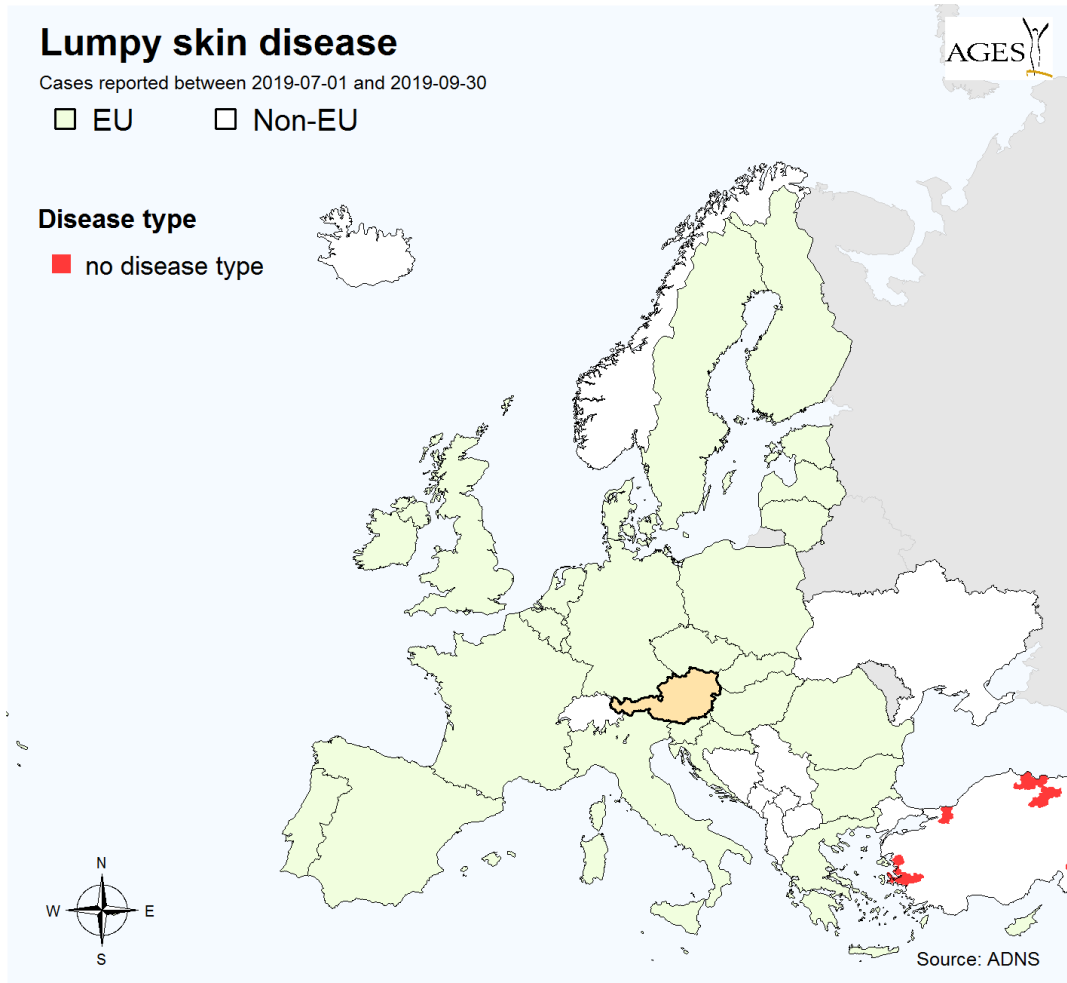 Lumpy skin disease
Cases reported between 2019-07-01 and 2019-09-30
EU Non-EU
AGES
Disease type
no disease type
N
W E
S
Source: ADNS